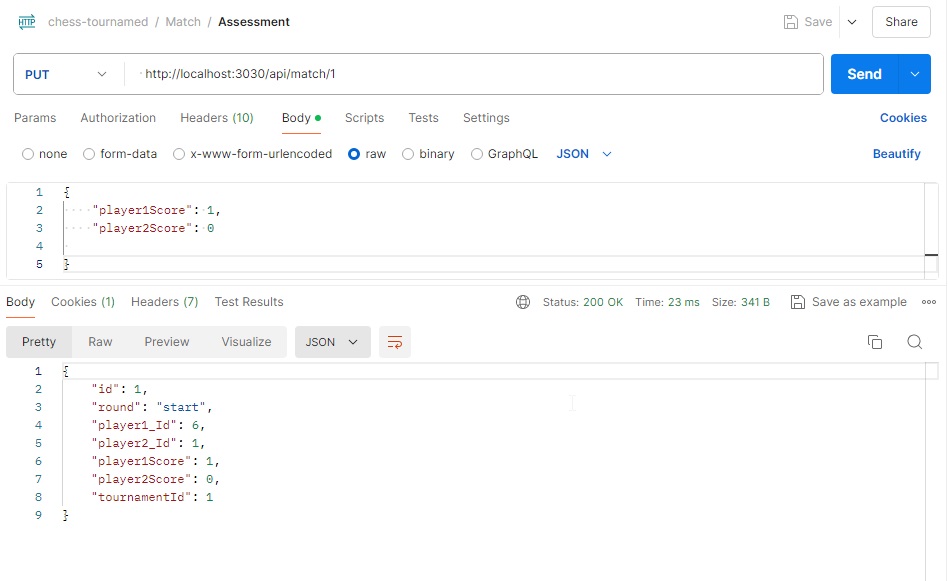 HTTP chess-tournamed / Match / Assessment Save Share
PUT http://localhost:3030/api/match/1 Send
Params Authorization Headers (10) Body Scripts Tests Settings Cookies
none form-data x-www-form-urlencoded raw binary GraphQL JSON Beautify
1 {
2 "player1Score": 1,
3 "player2Score": 0
4
5 }
Body Cookies (1) Headers (7) Test Results Status: 200 OK Time: 23 ms Size: 341 B Save as example
Pretty Raw Preview Visualize JSON
1 {
2 "id": 1,
3 "round": "start",
4 "player1_Id": 6,
5 "player2_Id": 1,
6 "player1Score": 1,
7 "player2Score": 0,
8 "tournamentId": 1
9 }